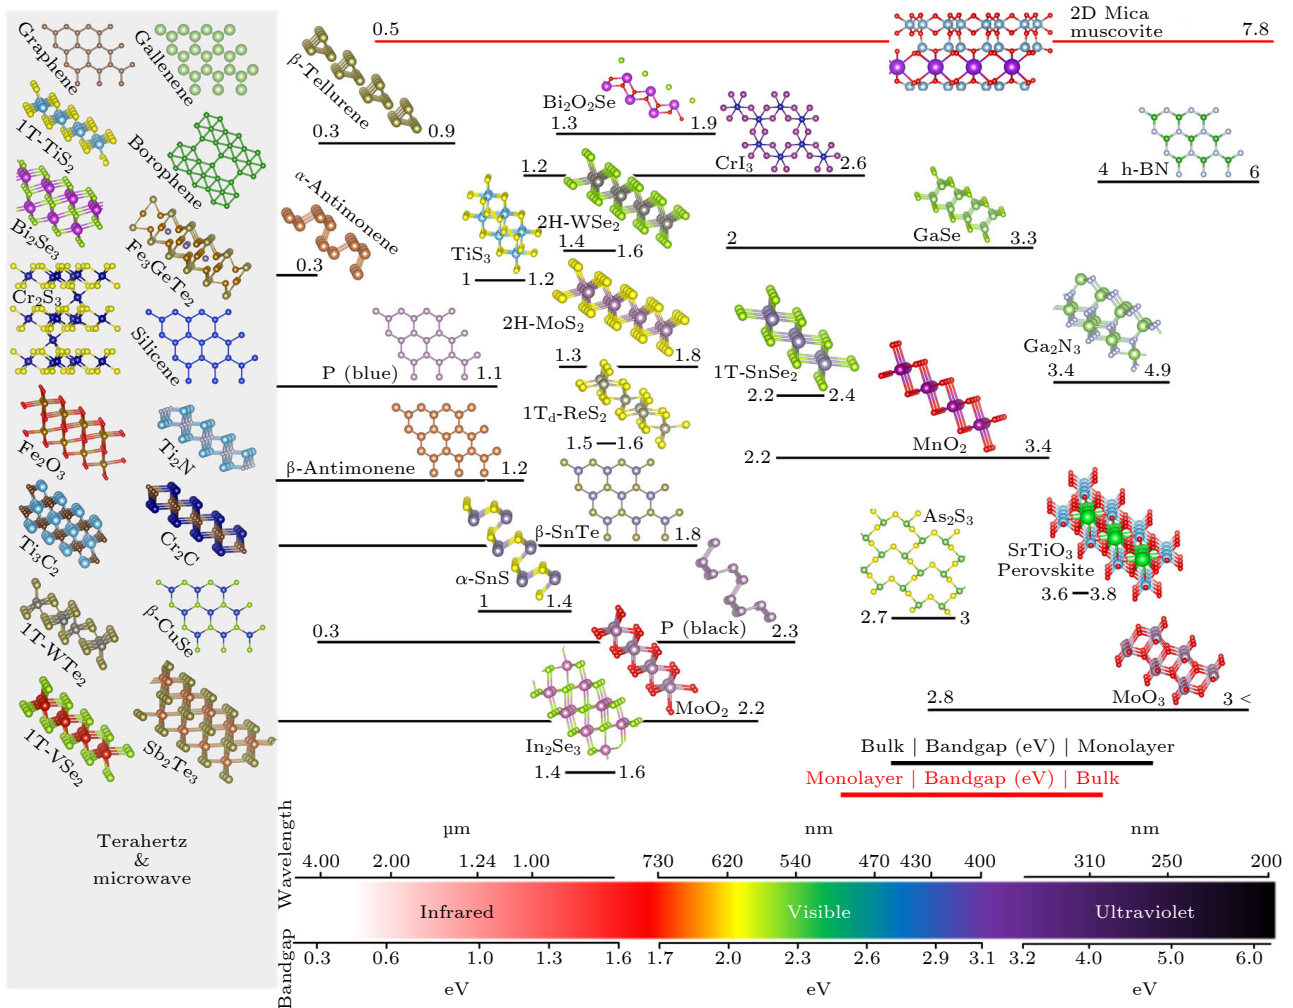 Graphene
Gallenene
1T-TiS2
Borophene
Bi2Se3
Fe3GeTe2
Cr2S3
Silicene
Fe2O3
Ti2N
Ti3C2
Cr2C
1T-WTe2
β-CuSe
1T-VSe2
Sb2Te3
Terahertz
&
microwave
0.5
2D Mica
muscovite
7.8
β-Tellurene
0.3 0.9
Bi2O2Se
1.3 1.9
CrI3
1.2 2.6
4 h-BN 6
α-Antimonene
0.3
TiS3
1 1.2
2H-WSe2
1.4 1.6
GaSe
2 3.3
2H-MoS2
1.3 1.8
1T-SnSe2
2.2 2.4
Ga2N3
3.4 4.9
P (blue) 1.1
1Td-ReS2
1.5 1.6
MnO2
2.2 3.4
β-Antimonene 1.2
β-SnTe 1.8
α-SnS
1 1.4
As2S3
2.7 3
SrTiO3
Perovskite
3.6 3.8
0.3 P (black) 2.3
MoO2 2.2
In2Se3
1.4 1.6
MoO3
2.8 3 <
Bulk | Bandgap (eV) | Monolayer
Monolayer | Bandgap (eV) | Bulk
Wavelength
µm nm nm
4.00 2.00 1.24 1.00 730 620 540 470 430 400 310 250 200
Infrared Visible Ultraviolet
Bandgap
0.3 0.6 1.0 1.3 1.6 1.7 2.0 2.3 2.6 2.9 3.1 3.2 4.0 5.0 6.0
eV eV eV